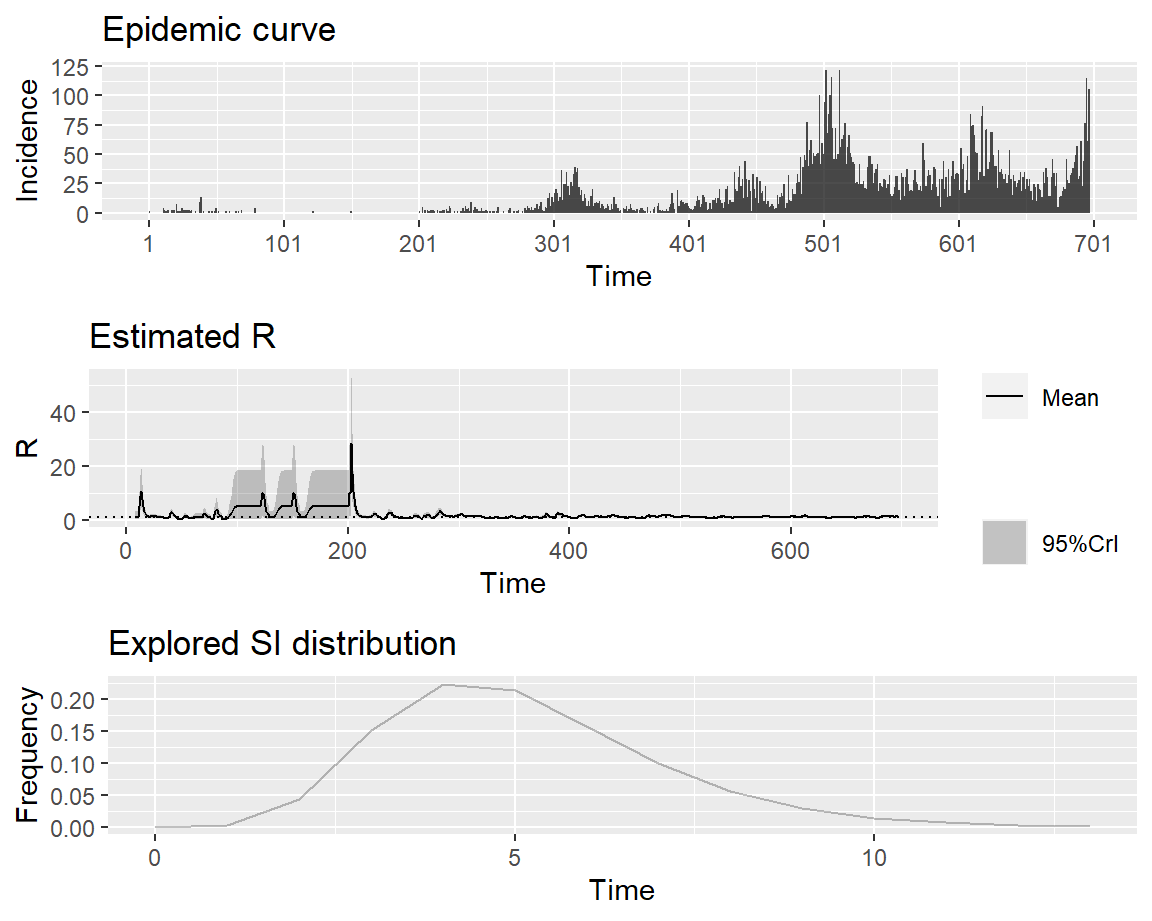 Epidemic curve
125
100
75
50
25
0
Incidence
1 101 201 301 401 501 601 701
Time
Estimated R
40
20
0
R
0 200 400 600
Time
Mean
95%CrI
Explored SI distribution
0.20
0.15
0.10
0.05
0.00
Frequency
0 5 10
Time